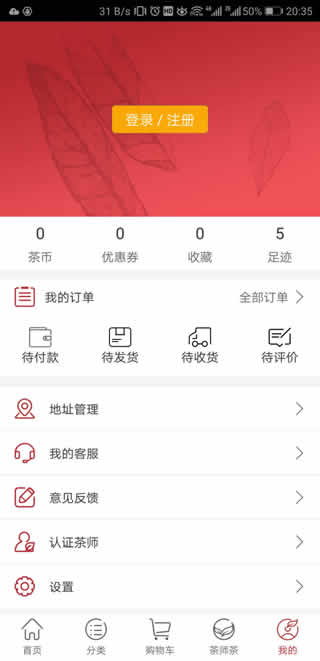 31 B/s HD 4G 2G 50% 20:35
登录 / 注册
0 0 0 5
茶币 优惠券 收藏 足迹
我的订单 全部订单
待付款 待发货 待收货 待评价
地址管理
我的客服
意见反馈
认证茶师
设置
首页 分类 购物车 茶师茶 我的